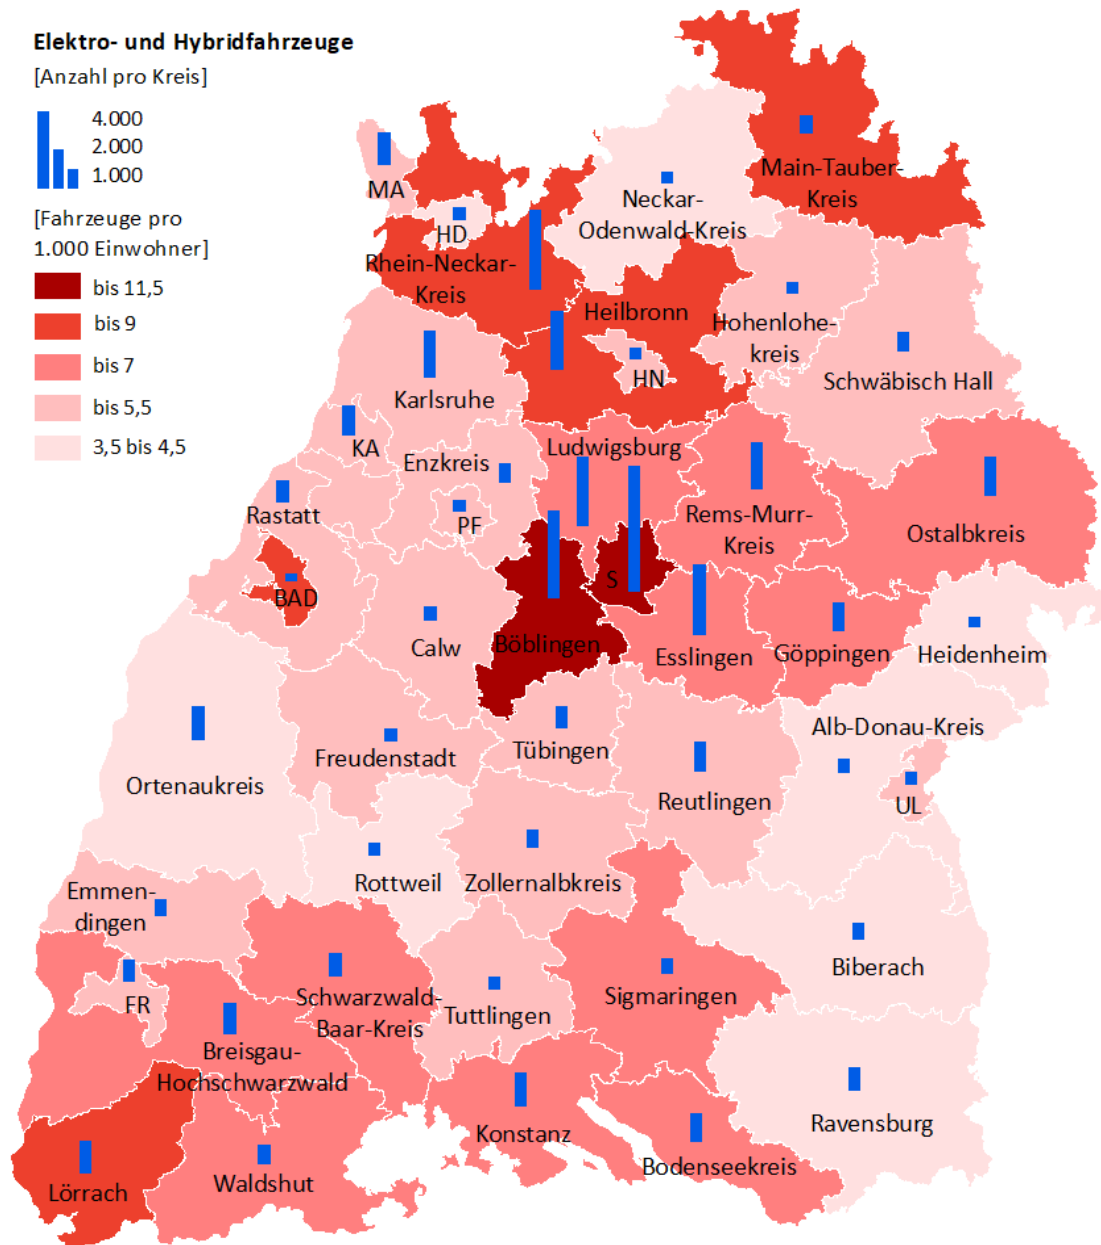 Elektro- und Hybridfahrzeuge
[Anzahl pro Kreis]
4.000
2.000
1.000
[Fahrzeuge pro
1.000 Einwohner]
bis 11,5
bis 9
bis 7
bis 5,5
3,5 bis 4,5
MA
HD
Rhein-Neckar-
Kreis
Neckar-
Odenwald-Kreis
Main-Tauber-
Kreis
Heilbronn
HN
Hohenlohe-
kreis
Schwäbisch Hall
Karlsruhe
KA
Enzkreis
PF
Ludwigsburg
Rems-Murr-
Kreis
Ostalbkreis
Rastatt
BAD
Calw
Böblingen
S
Esslingen
Göppingen
Heidenheim
Alb-Donau-Kreis
UL
Ortenaukreis
Freudenstadt
Tübingen
Reutlingen
Rottweil
Zollernalbkreis
Emmen-
dingen
FR
Schwarzwald-
Baar-Kreis
Tuttlingen
Sigmaringen
Biberach
Breisgau-
Hochschwarzwald
Konstanz
Bodenseekreis
Ravensburg
Lörrach
Waldshut